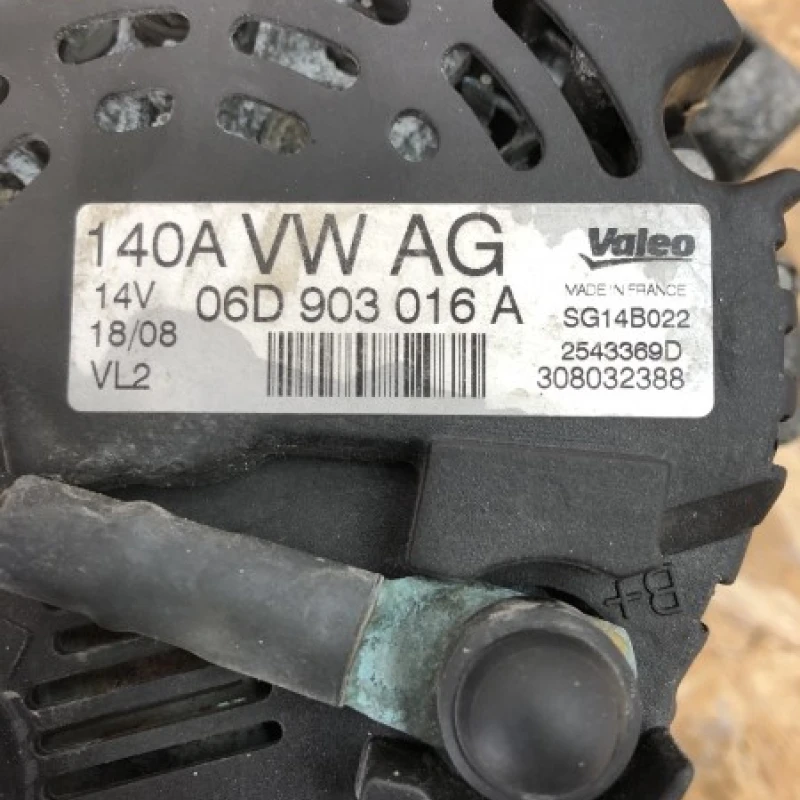 140A VW AG Valeo
14V 06D 903 016 A MADE IN FRANCE
18/08 SG14B022
2543369D
VL2 308032388
B+